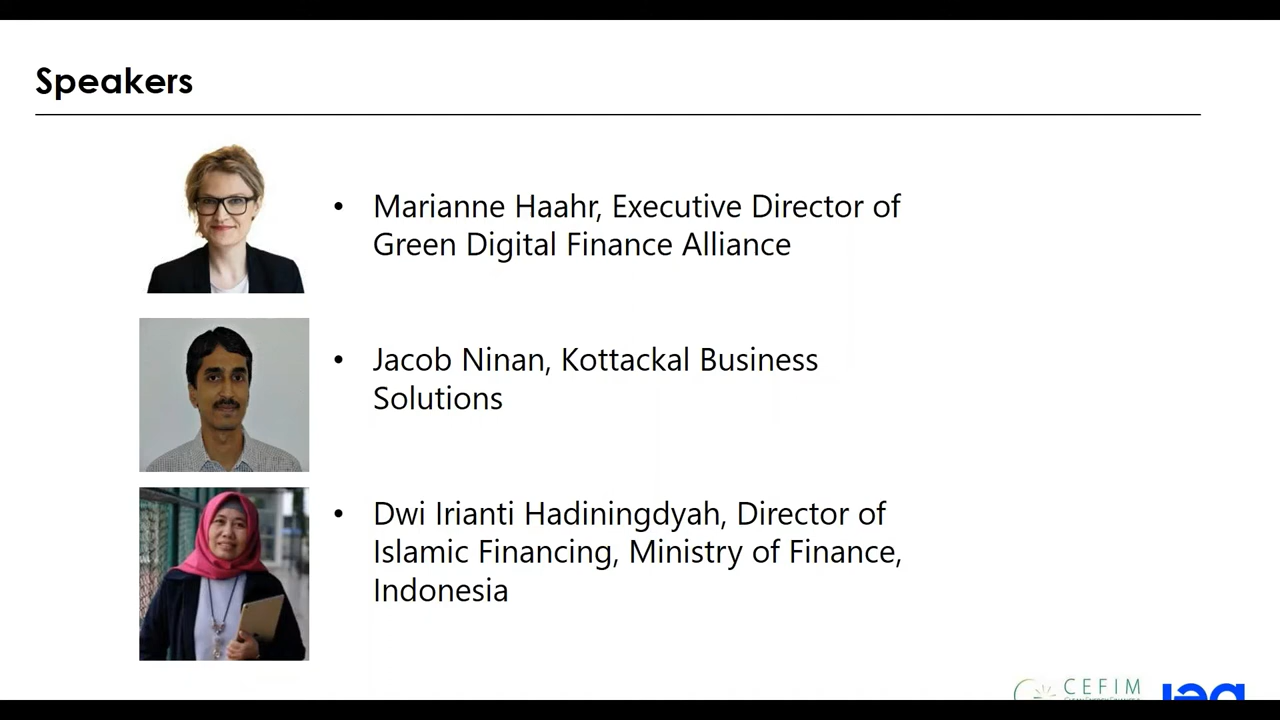 Speakers
• Marianne Haahr, Executive Director of
Green Digital Finance Alliance
• Jacob Ninan, Kottackal Business
Solutions
• Dwi Irianti Hadiningdyah, Director of
Islamic Financing, Ministry of Finance,
Indonesia
CEFIM